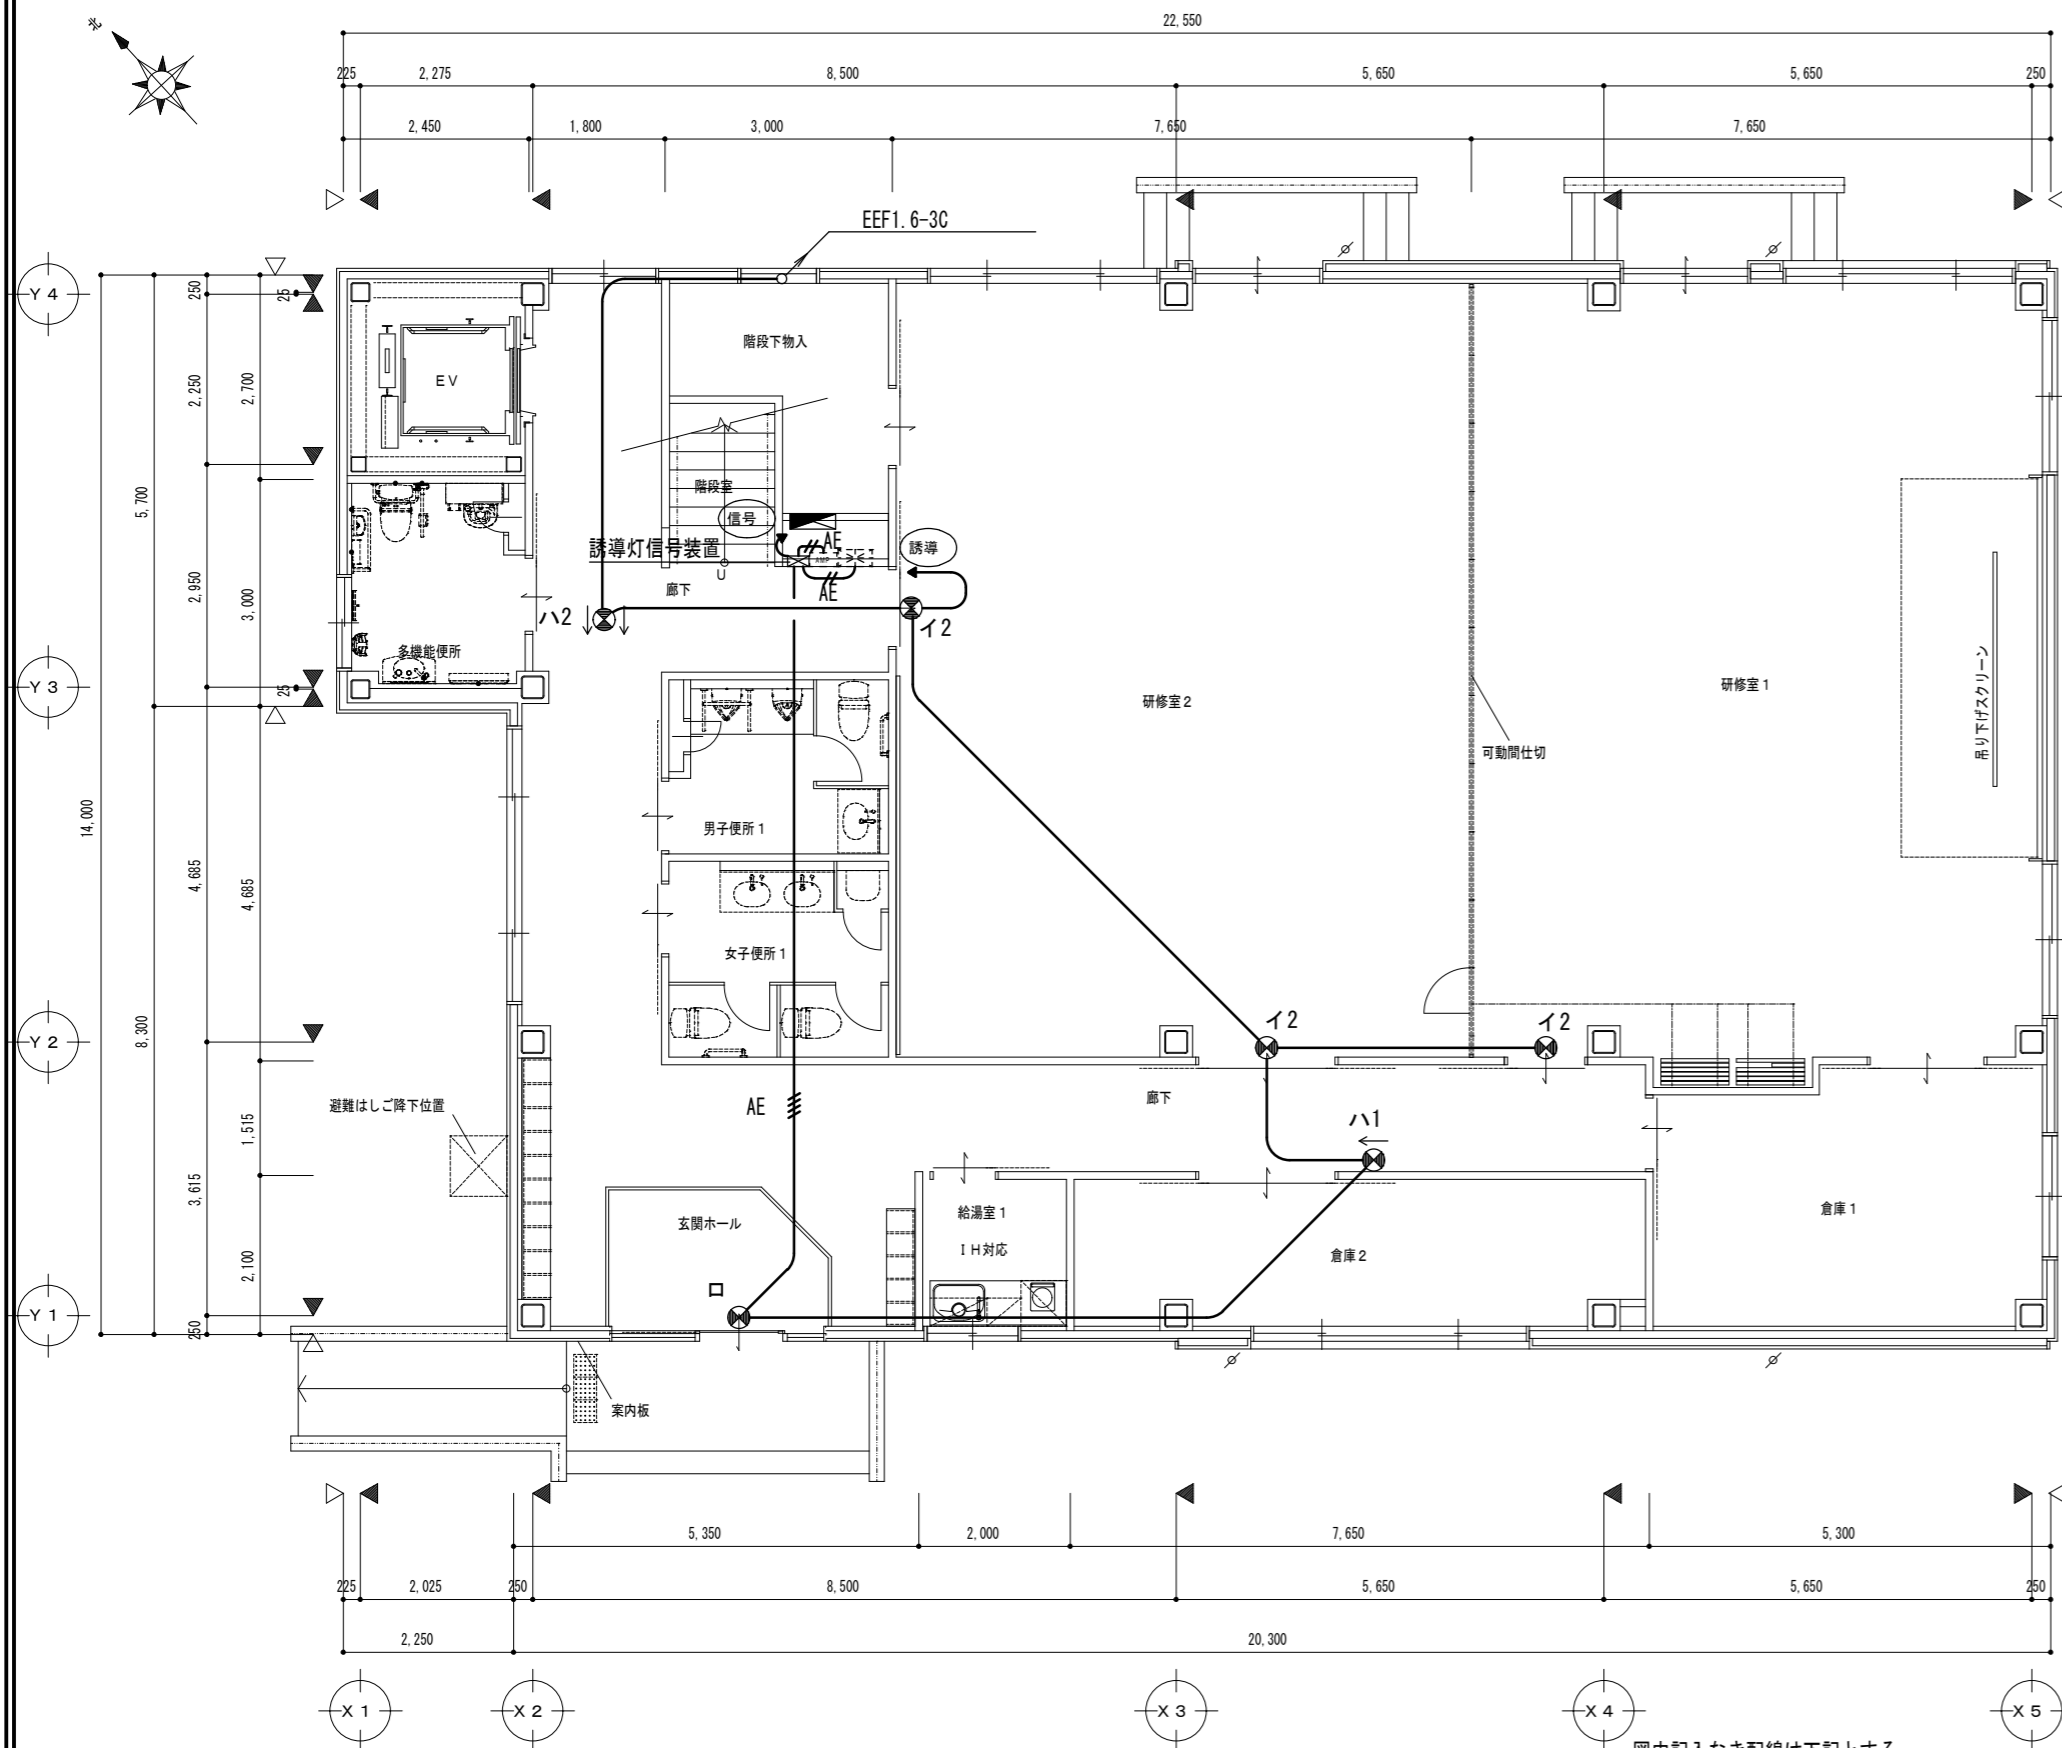 北
22,550
225
2,275
8,500
5,650
5,650
250
2,450
1,800
3,000
7,650
7,650
EEF1.6-3C
Y4
250
25
階段下物入
2,250
2,700
EV
5,700
階段室
信号
誘導灯信号装置
AE
AMP
誘導
U
AE
廊下
2,950
3,000
ハ2
イ2
多機能便所
Y3
25
研修室2
研修室1
吊り下げスクリーン
可動間仕切
14,000
男子便所1
4,685
4,685
女子便所1
イ2
イ2
Y2
8,300
避難はしご降下位置
AE
廊下
ハ1
1,515
3,615
玄関ホール
給湯室1
倉庫1
IH対応
倉庫2
2,100
ロ
Y1
250
案内板
5,350
2,000
7,650
5,300
225
2,025
250
8,500
5,650
5,650
250
2,250
20,300
X1
X2
X3
X4
X5